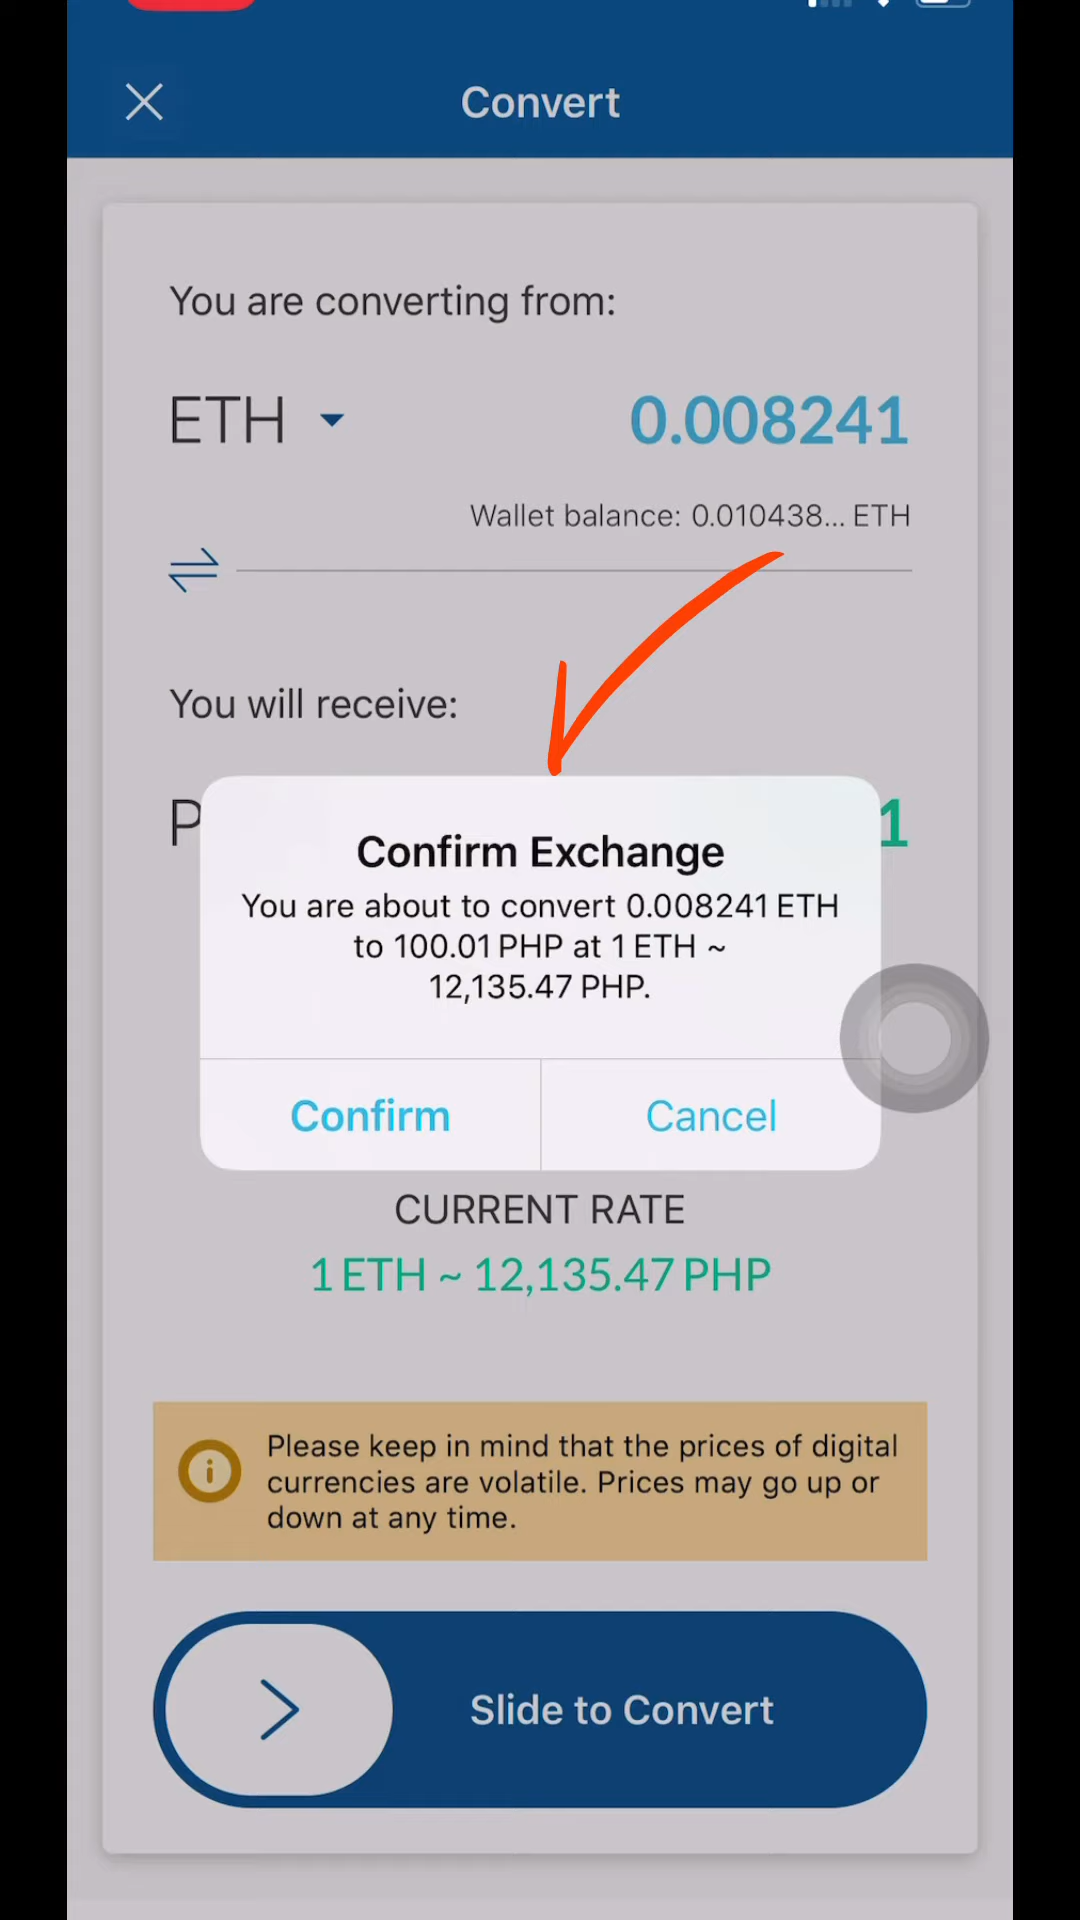 Convert
You are converting from:
ETH
0.008241
Wallet balance: 0.010438... ETH
You will receive:
P
1
Confirm Exchange
You are about to convert 0.008241 ETH
to 100.01 PHP at 1 ETH ~
12,135.47 PHP.
Confirm
Cancel
CURRENT RATE
1 ETH ~ 12,135.47 PHP
Please keep in mind that the prices of digital
currencies are volatile. Prices may go up or
down at any time.
Slide to Convert